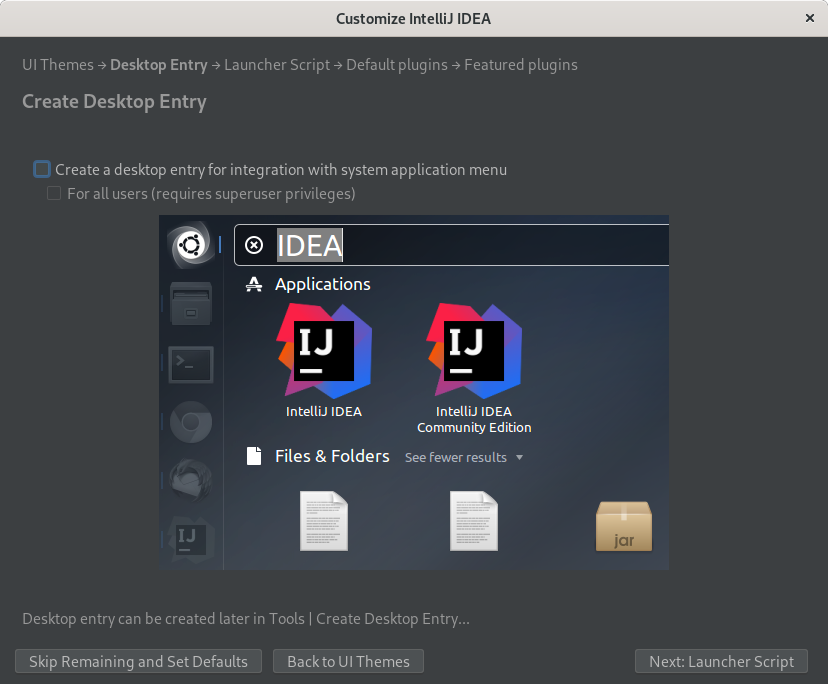 Customize IntelliJ IDEA
UI Themes → Desktop Entry → Launcher Script → Default plugins → Featured plugins
Create Desktop Entry
Create a desktop entry for integration with system application menu
For all users (requires superuser privileges)
IDEA
Applications
IJ
IJ
IntelliJ IDEA
IntelliJ IDEA
Community Edition
Files & Folders
See fewer results
IJ
jar
Desktop entry can be created later in Tools | Create Desktop Entry...
Skip Remaining and Set Defaults
Back to UI Themes
Next: Launcher Script